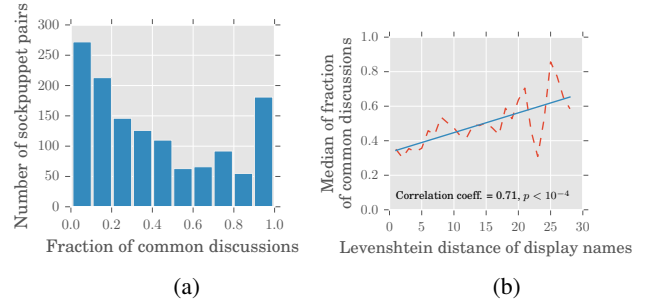 300
250
200
150
100
50
0
0.0 0.2 0.4 0.6 0.8 1.0
Number of sockpuppet pairs
Fraction of common discussions
(a)
1.0
0.8
0.6
0.4
0.2
0.0
0 5 10 15 20 25 30
Median of fraction
of common discussions
Correlation coeff. = 0.71, p < 10⁻⁴
Levenshtein distance of display names
(b)